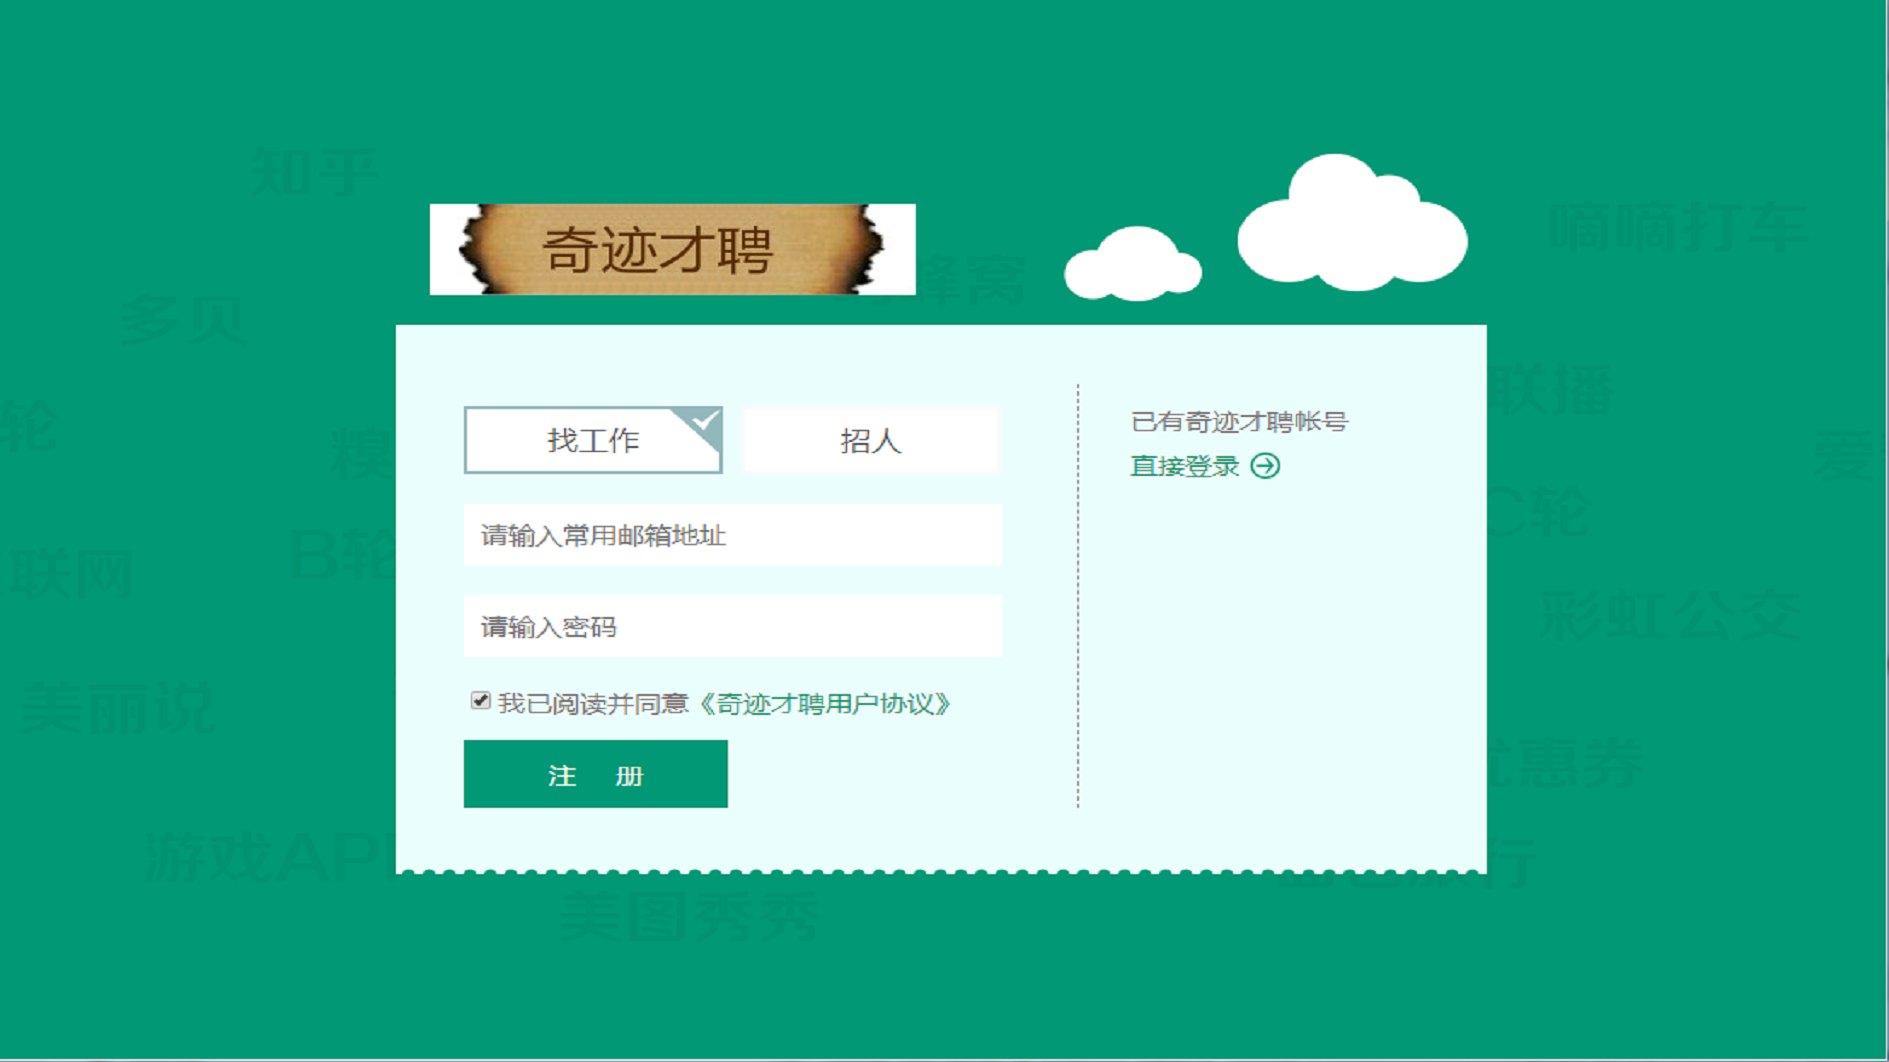 知乎
嘀嘀打车
奇迹才聘
蜂窝
多贝
联播
轮
糗
找工作
招人
已有奇迹才聘帐号
直接登录
爱
C轮
B轮
请输入常用邮箱地址
联网
彩虹公交
请输入密码
美丽说
我已阅读并同意《奇迹才聘用户协议》
注 册
优惠券
游戏AP
旅行
美图秀秀